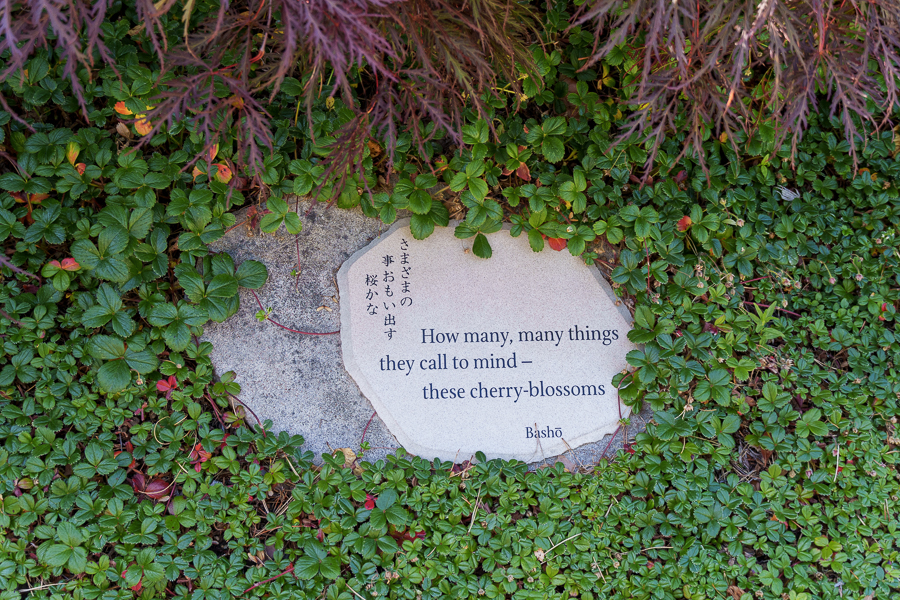 さまざまの
事おもい出す
桜かな
How many, many things
they call to mind –
these cherry-blossoms
Bashō